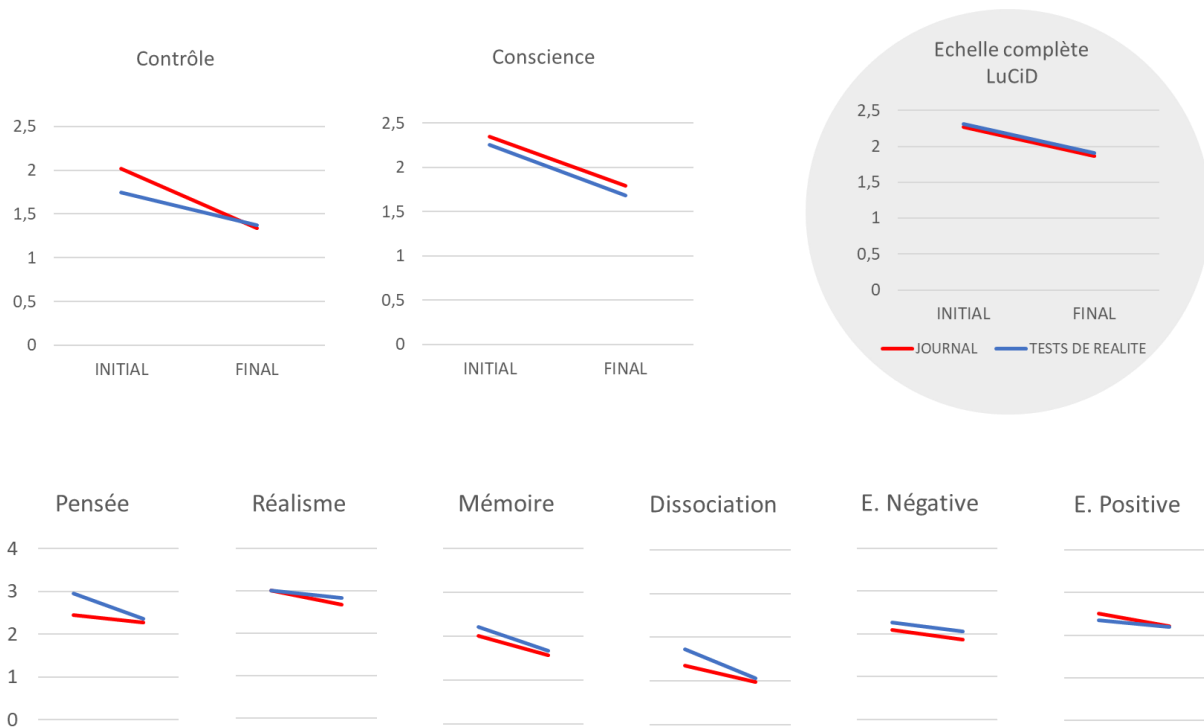 Contrôle
2,5
2
1,5
1
0,5
0
INITIAL FINAL
Conscience
2,5
2
1,5
1
0,5
0
INITIAL FINAL
Echelle complète
LuCiD
2,5
2
1,5
1
0,5
0
INITIAL FINAL
JOURNAL TESTS DE REALITE
Pensée Réalisme Mémoire Dissociation E. Négative E. Positive
4
3
2
1
0